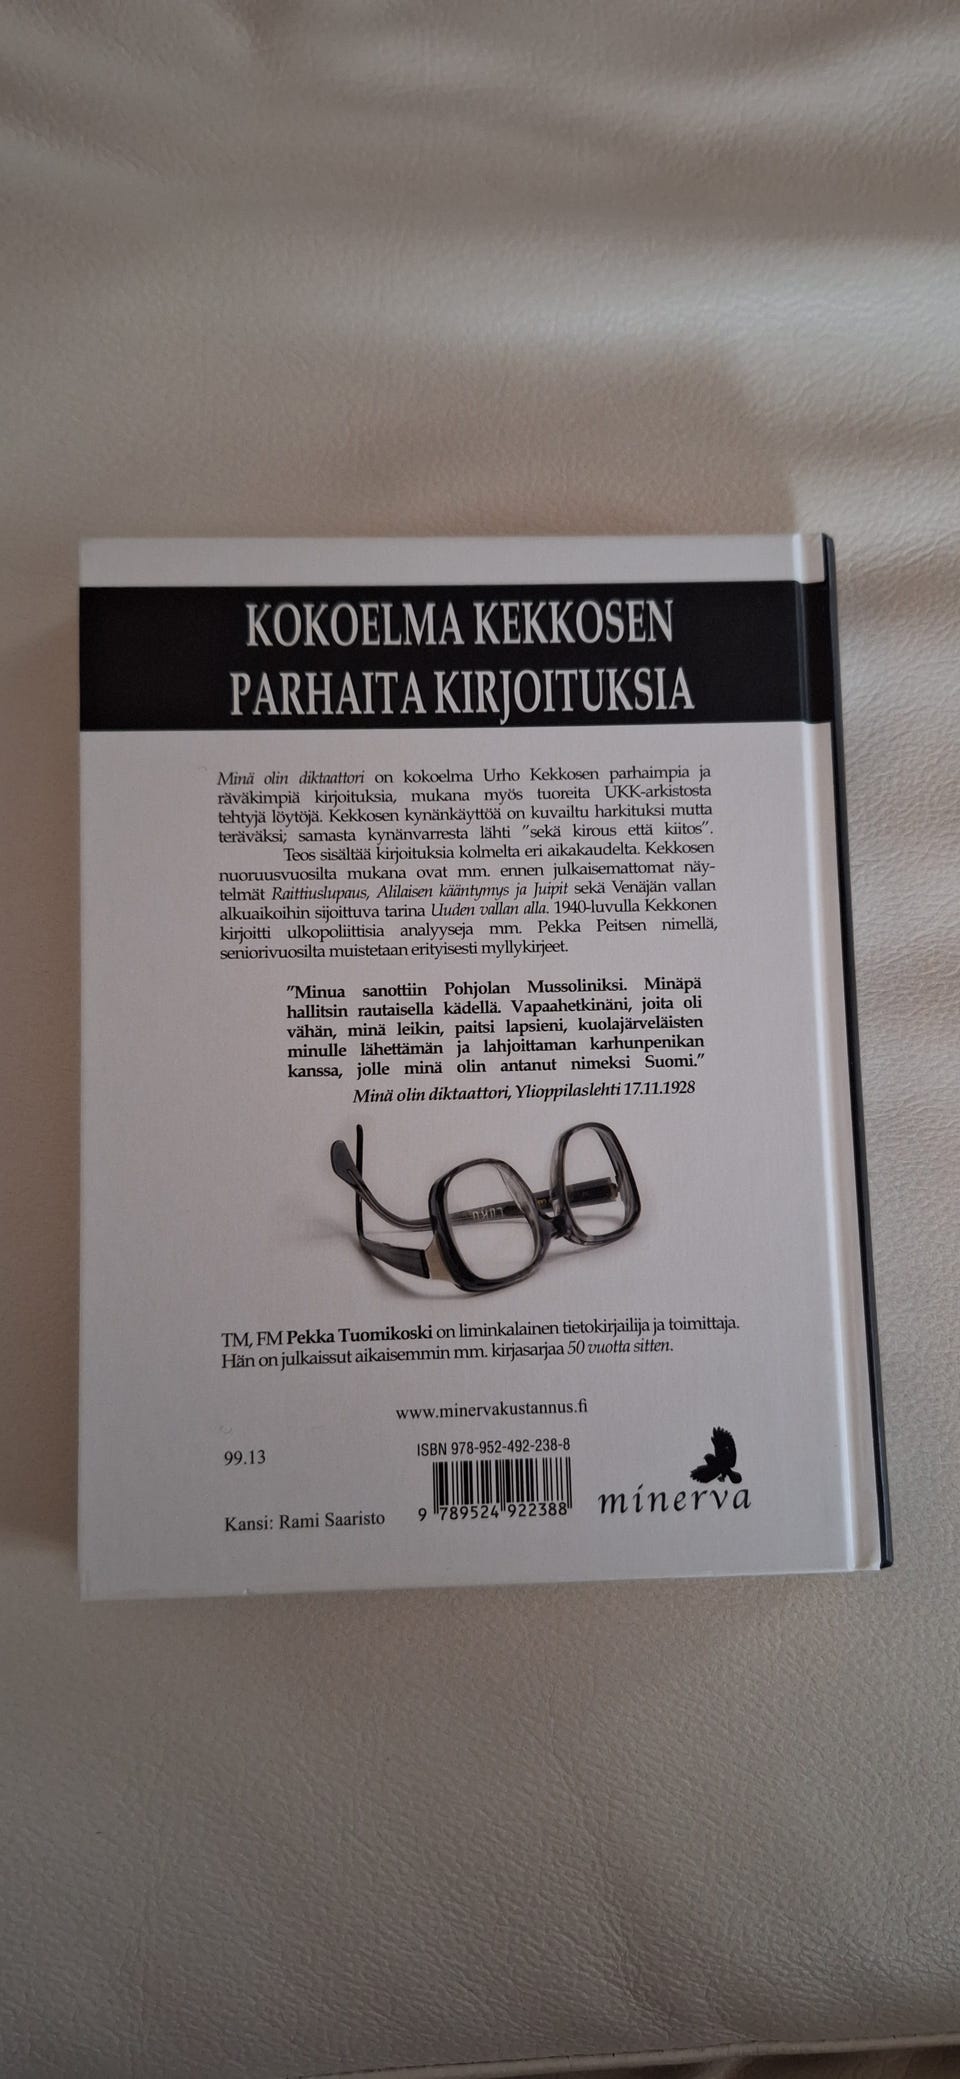 KOKOELMA KEKKOSEN
PARHAITA KIRJOITUKSIA
Minä olin diktaattori on kokoelma Urho Kekkosen parhaimpia ja
räväkimpiä kirjoituksia, mukana myös tuoreita UKK-arkistosta
tehtyjä löytöjä. Kekkosen kynänkäyttöä on kuvailtu harkituksi mutta
teräväksi; samasta kynänvarresta lähti "sekä kirous että kiitos".
Teos sisältää kirjoituksia kolmelta eri aikakaudelta. Kekkosen
nuoruusvuosilta mukana ovat mm. ennen julkaisemattomat näy-
telmät Raittiuslupaus, Alilaisen kääntymys ja Juipit sekä Venäjän vallan
alkuaikoihin sijoittuva tarina Uuden vallan alla. 1940-luvulla Kekkonen
kirjoitti ulkopoliittisia analyyseja mm. Pekka Peitsen nimellä,
seniorivuosilta muistetaan erityisesti myllykirjeet.
"Minua sanottiin Pohjolan Mussoliniksi. Minäpä
hallitsin rautaisella kädellä. Vapaahetkinäni, joita oli
vähän, minä leikin, paitsi lapsieni, kuolajärveläisten
minulle lähettämän ja lahjoittaman karhunpenikan
kanssa, jolle minä olin antanut nimeksi Suomi."
Minä olin diktaattori, Ylioppilaslehti 17.11.1928
TM, FM Pekka Tuomikoski on liminkalainen tietokirjailija ja toimittaja.
Hän on julkaissut aikaisemmin mm. kirjasarjaa 50 vuotta sitten.
www.minervakustannus.fi
99.13
ISBN 978-952-492-238-8
9 789524 922388
Kansi: Rami Saaristo
minerva